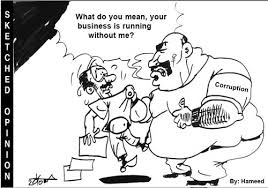 SKETCHED OPINION
What do you mean, your
business is running
without me?
Corruption
By: Hameed